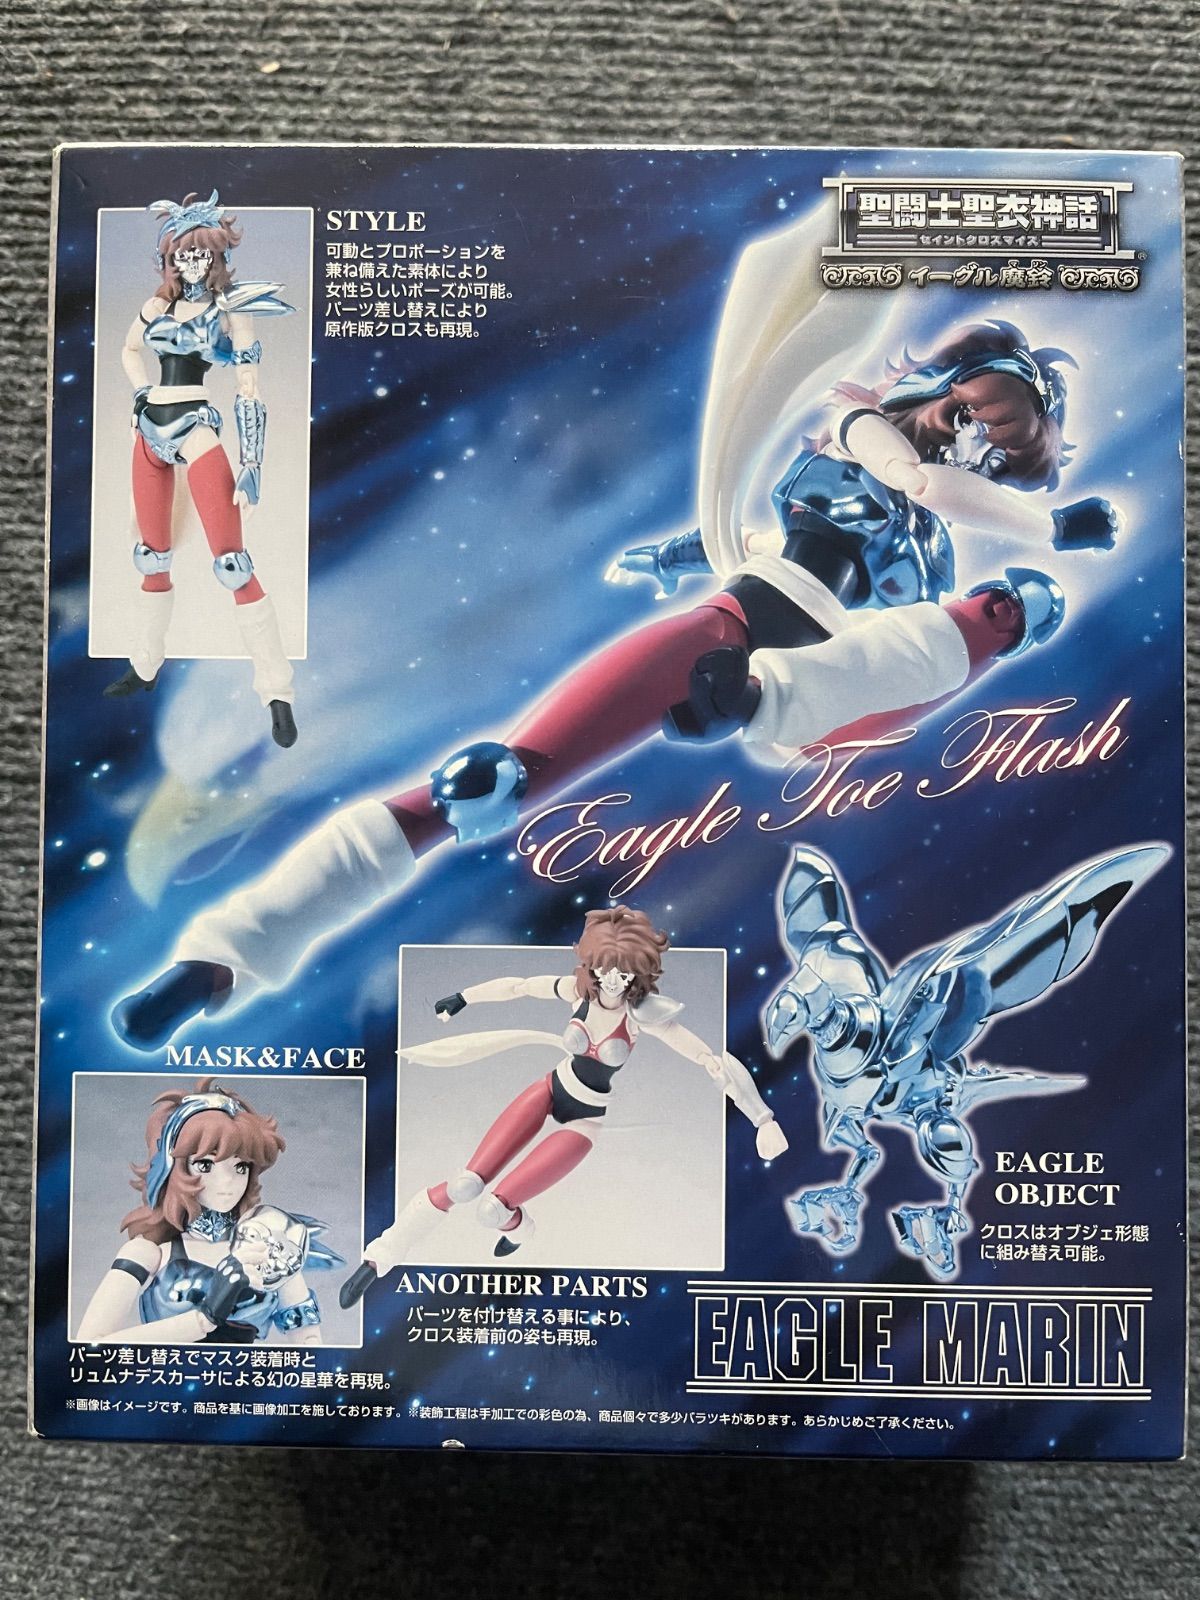 STYLE
可動とプロポーションを
兼ね備えた素体により
女性らしいポーズが可能。
パーツ差し替えにより
原作版クロスも再現。
聖闘士聖衣神話
セイントクロスマイス
®
イーグル魔鈴
マリン
Eagle Toe Flash
MASK&FACE
パーツ差し替えでマスク装着時と
リュムナデスカーサによる幻の星華を再現。
ANOTHER PARTS
パーツを付け替える事により、
クロス装着前の姿も再現。
EAGLE
OBJECT
クロスはオブジェ形態
に組み替え可能。
EAGLE MARIN
※画像はイメージです。商品を基に画像加工を施しております。※装飾工程は手加工での彩色の為、商品個々で多少バラツキがあります。あらかじめご了承ください。